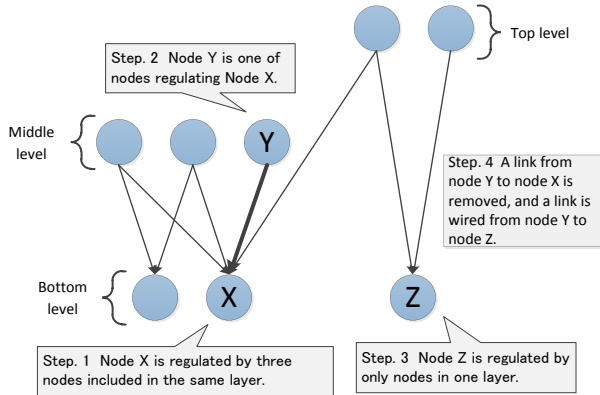 Top level
Step. 2 Node Y is one of
nodes regulating Node X.
Middle
level
Y
Step. 4 A link from
node Y to node X is
removed, and a link is
wired from node Y to
node Z.
Bottom
level
X
Z
Step. 1 Node X is regulated by three
nodes included in the same layer.
Step. 3 Node Z is regulated by
only nodes in one layer.